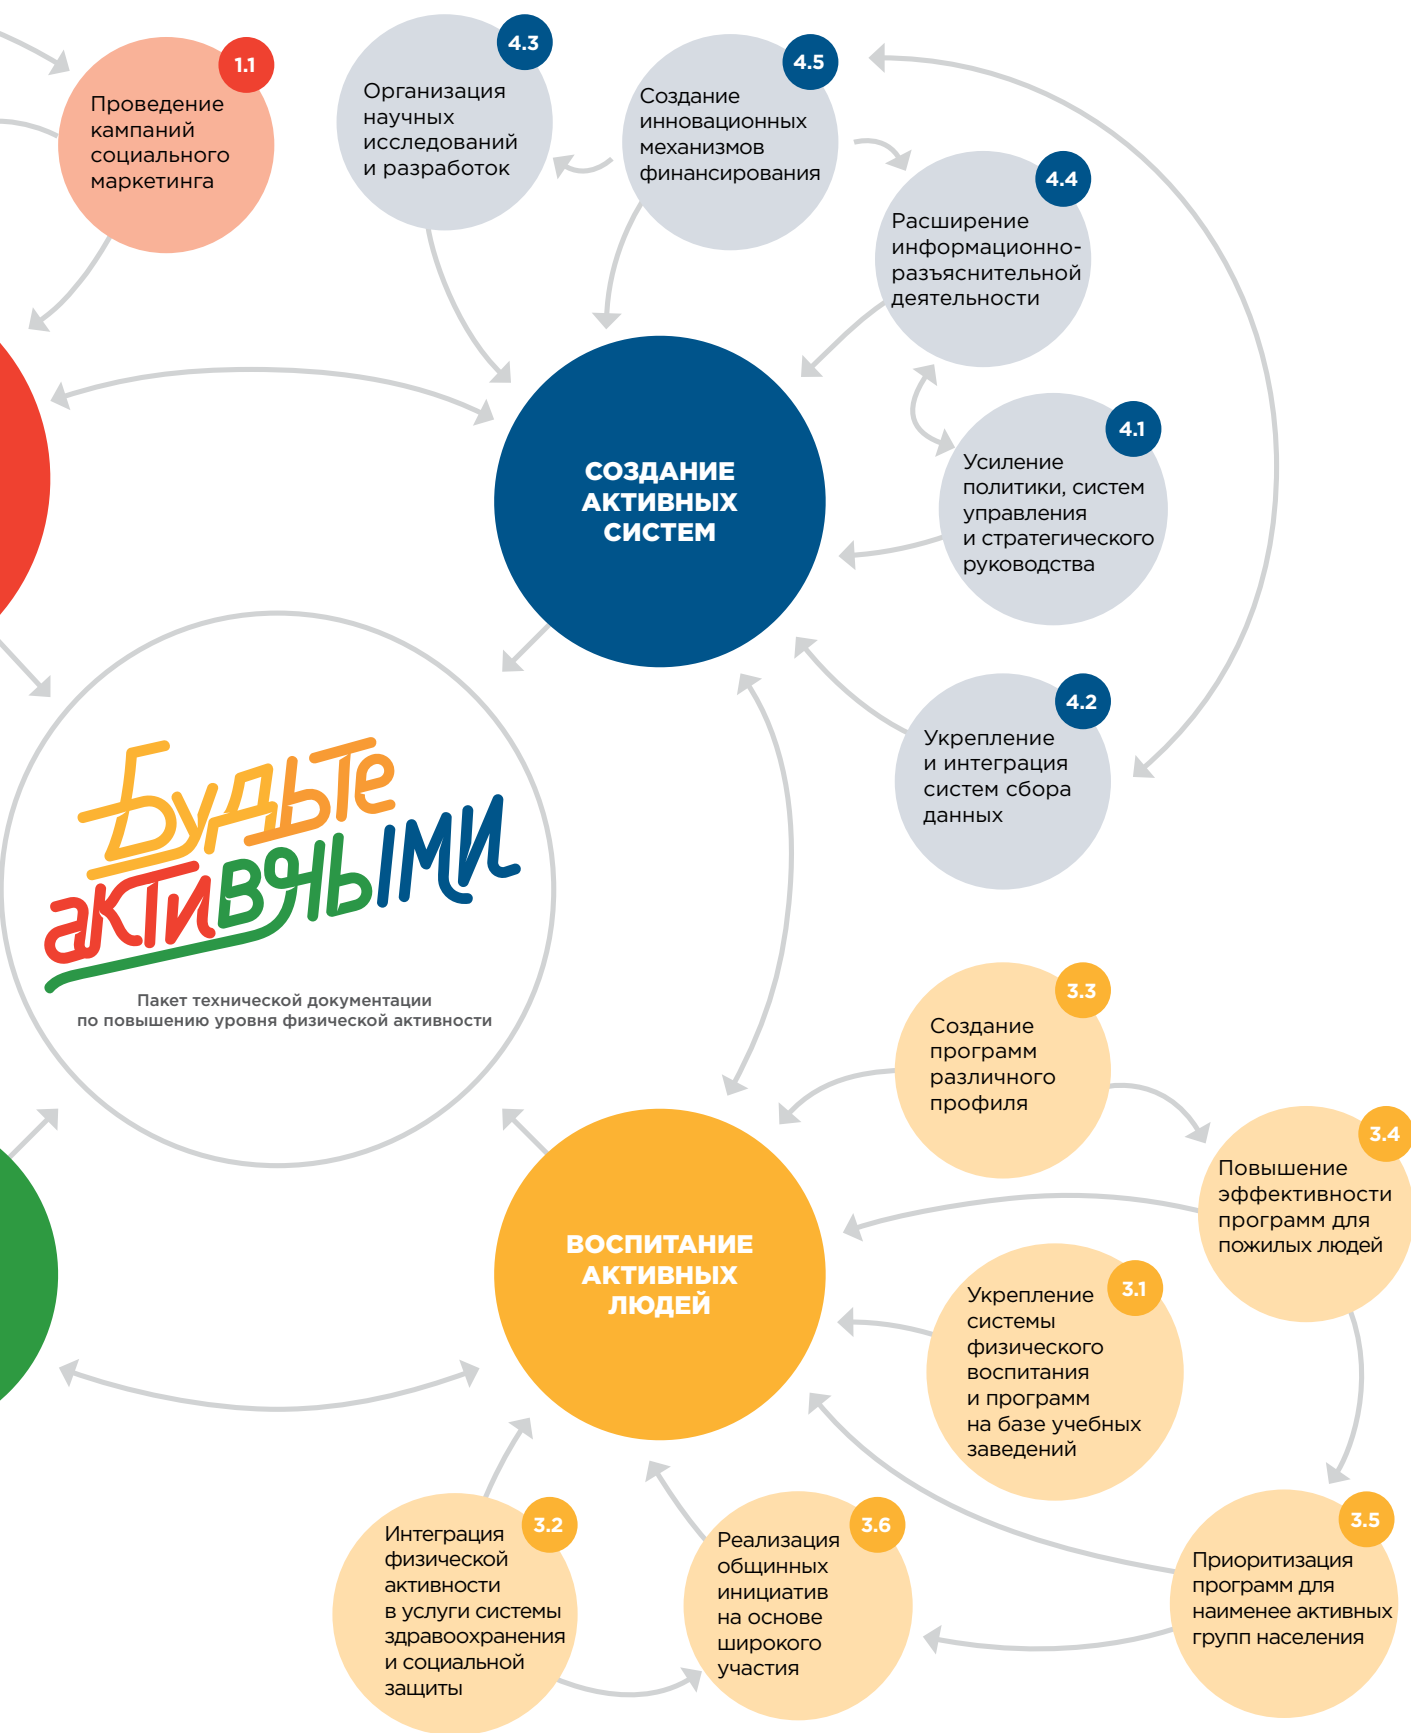 1.1
Проведение
кампаний
социального
маркетинга
4.3
Организация
научных
исследований
и разработок
4.5
Создание
инновационных
механизмов
финансирования
4.4
Расширение
информационно-
разъяснительной
деятельности
4.1
Усиление
политики, систем
управления
и стратегического
руководства
СОЗДАНИЕ
АКТИВНЫХ
СИСТЕМ
4.2
Укрепление
и интеграция
систем сбора
данных
Будьте
активными
Пакет технической документации
по повышению уровня физической активности
3.3
Создание
программ
различного
профиля
3.4
Повышение
эффективности
программ для
пожилых людей
ВОСПИТАНИЕ
АКТИВНЫХ
ЛЮДЕЙ
3.1
Укрепление
системы
физического
воспитания
и программ
на базе учебных
заведений
3.2
Интеграция
физической
активности
в услуги системы
здравоохранения
и социальной
защиты
3.6
Реализация
общинных
инициатив
на основе
широкого
участия
3.5
Приоритизация
программ для
наименее активных
групп населения